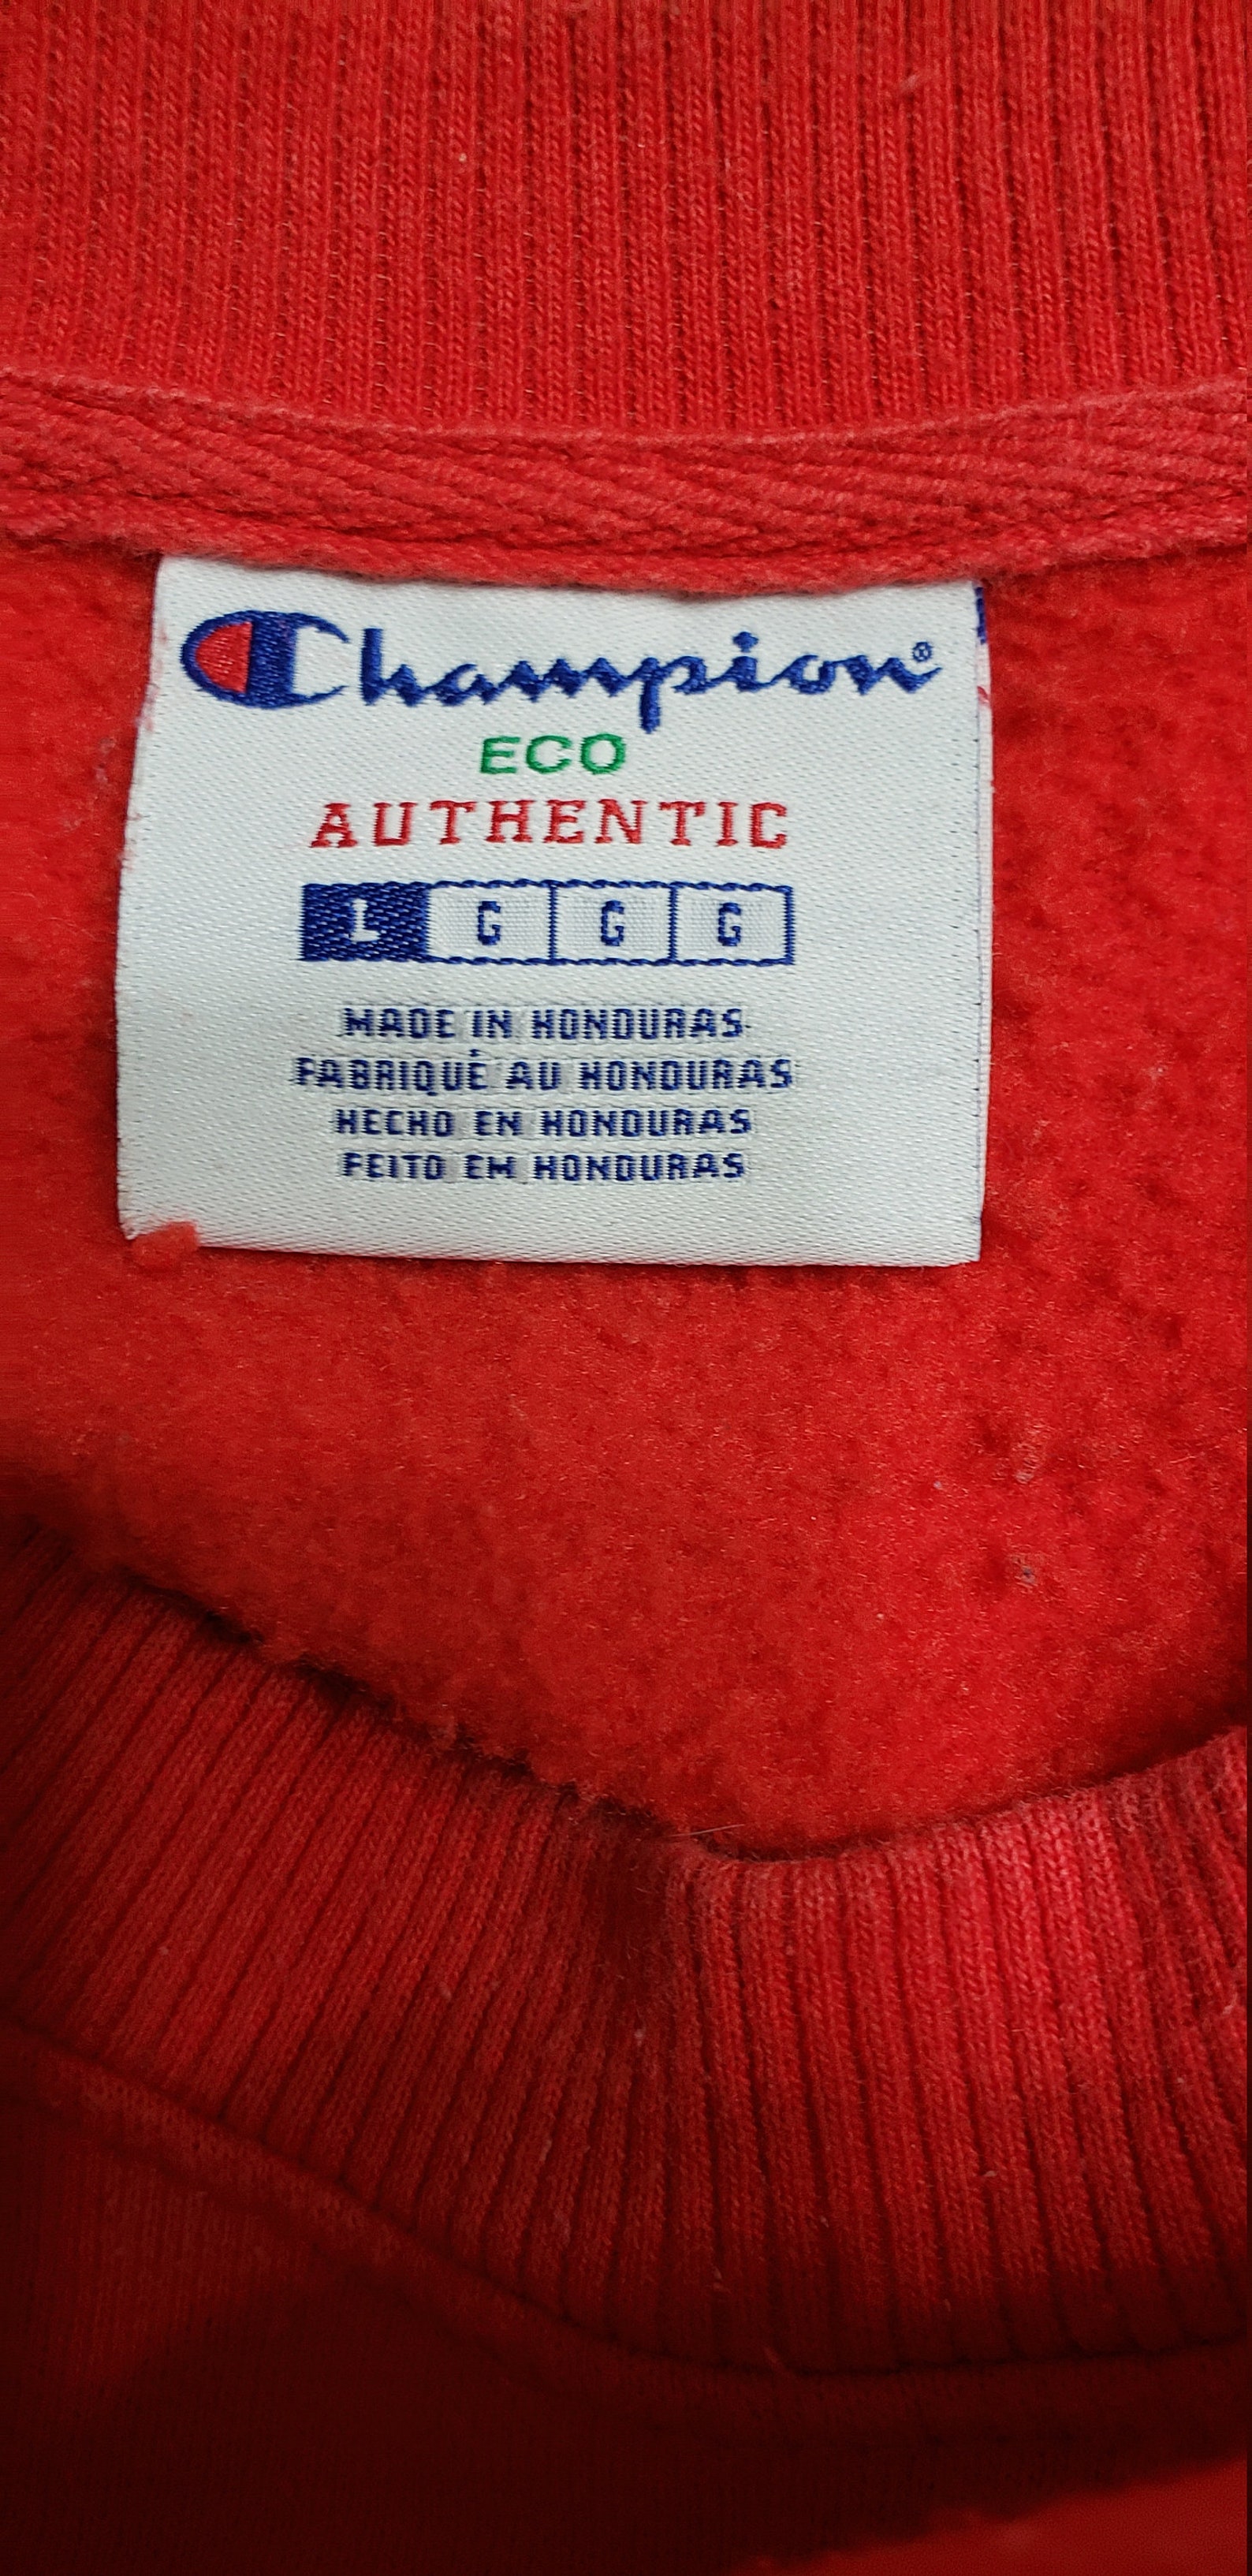 Champion®
ECO
AUTHENTIC
L G G G
MADE IN HONDURAS
FABRIQUÉ AU HONDURAS
HECHO EN HONDURAS
FEITO EM HONDURAS